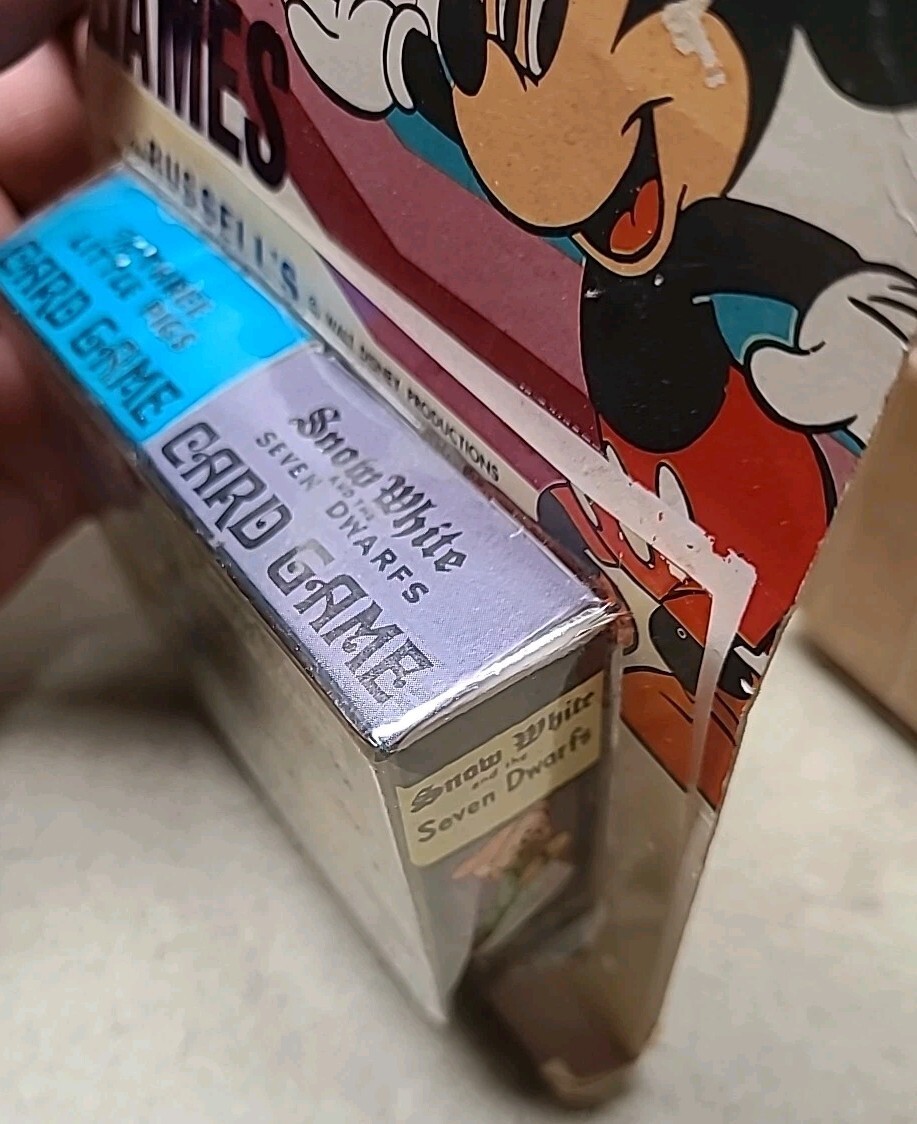 GAMES
RUSSELL'S
© WALT DISNEY PRODUCTIONS
THREE
LITTLE PIGS
CARD GAME
Snow White
AND THE
SEVEN DWARFS
CARD GAME
Snow White
and the
Seven Dwarfs